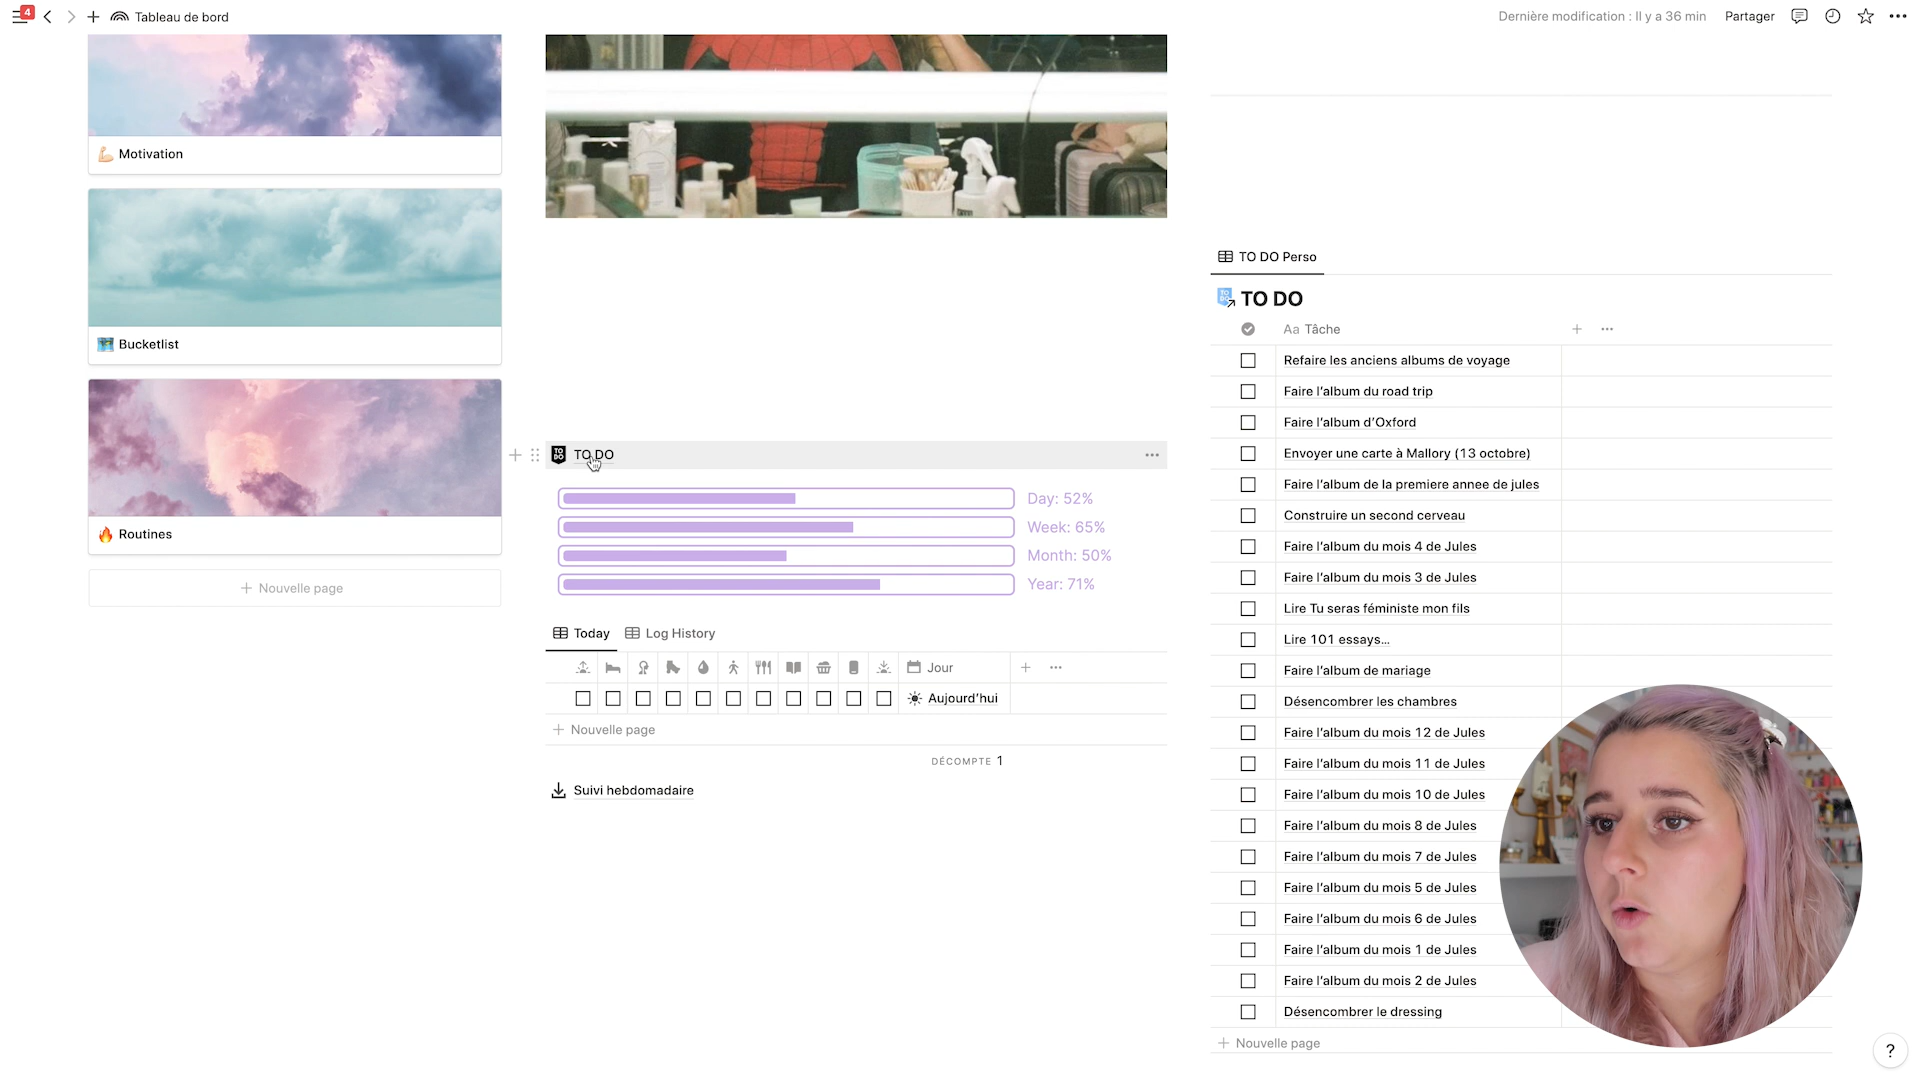 4
Tableau de bord
Dernière modification : Il y a 36 min
Partager
Motivation
Bucketlist
Routines
Nouvelle page
TO DO
TO DO
Day: 52%
Week: 65%
Month: 50%
Year: 71%
Today
Log History
Jour
Aujourd'hui
Nouvelle page
DÉCOMPTE 1
Suivi hebdomadaire
TO DO Perso
TO DO
TO DO
Aa Tâche
Refaire les anciens albums de voyage
Faire l'album du road trip
Faire l'album d'Oxford
Envoyer une carte à Mallory (13 octobre)
Faire l'album de la premiere annee de jules
Construire un second cerveau
Faire l'album du mois 4 de Jules
Faire l'album du mois 3 de Jules
Lire Tu seras féministe mon fils
Lire 101 essays...
Faire l'album de mariage
Désencombrer les chambres
Faire l'album du mois 12 de Jules
Faire l'album du mois 11 de Jules
Faire l'album du mois 10 de Jules
Faire l'album du mois 8 de Jules
Faire l'album du mois 7 de Jules
Faire l'album du mois 5 de Jules
Faire l'album du mois 6 de Jules
Faire l'album du mois 1 de Jules
Faire l'album du mois 2 de Jules
Désencombrer le dressing
Nouvelle page
?